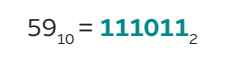 59₁₀ = 111011₂